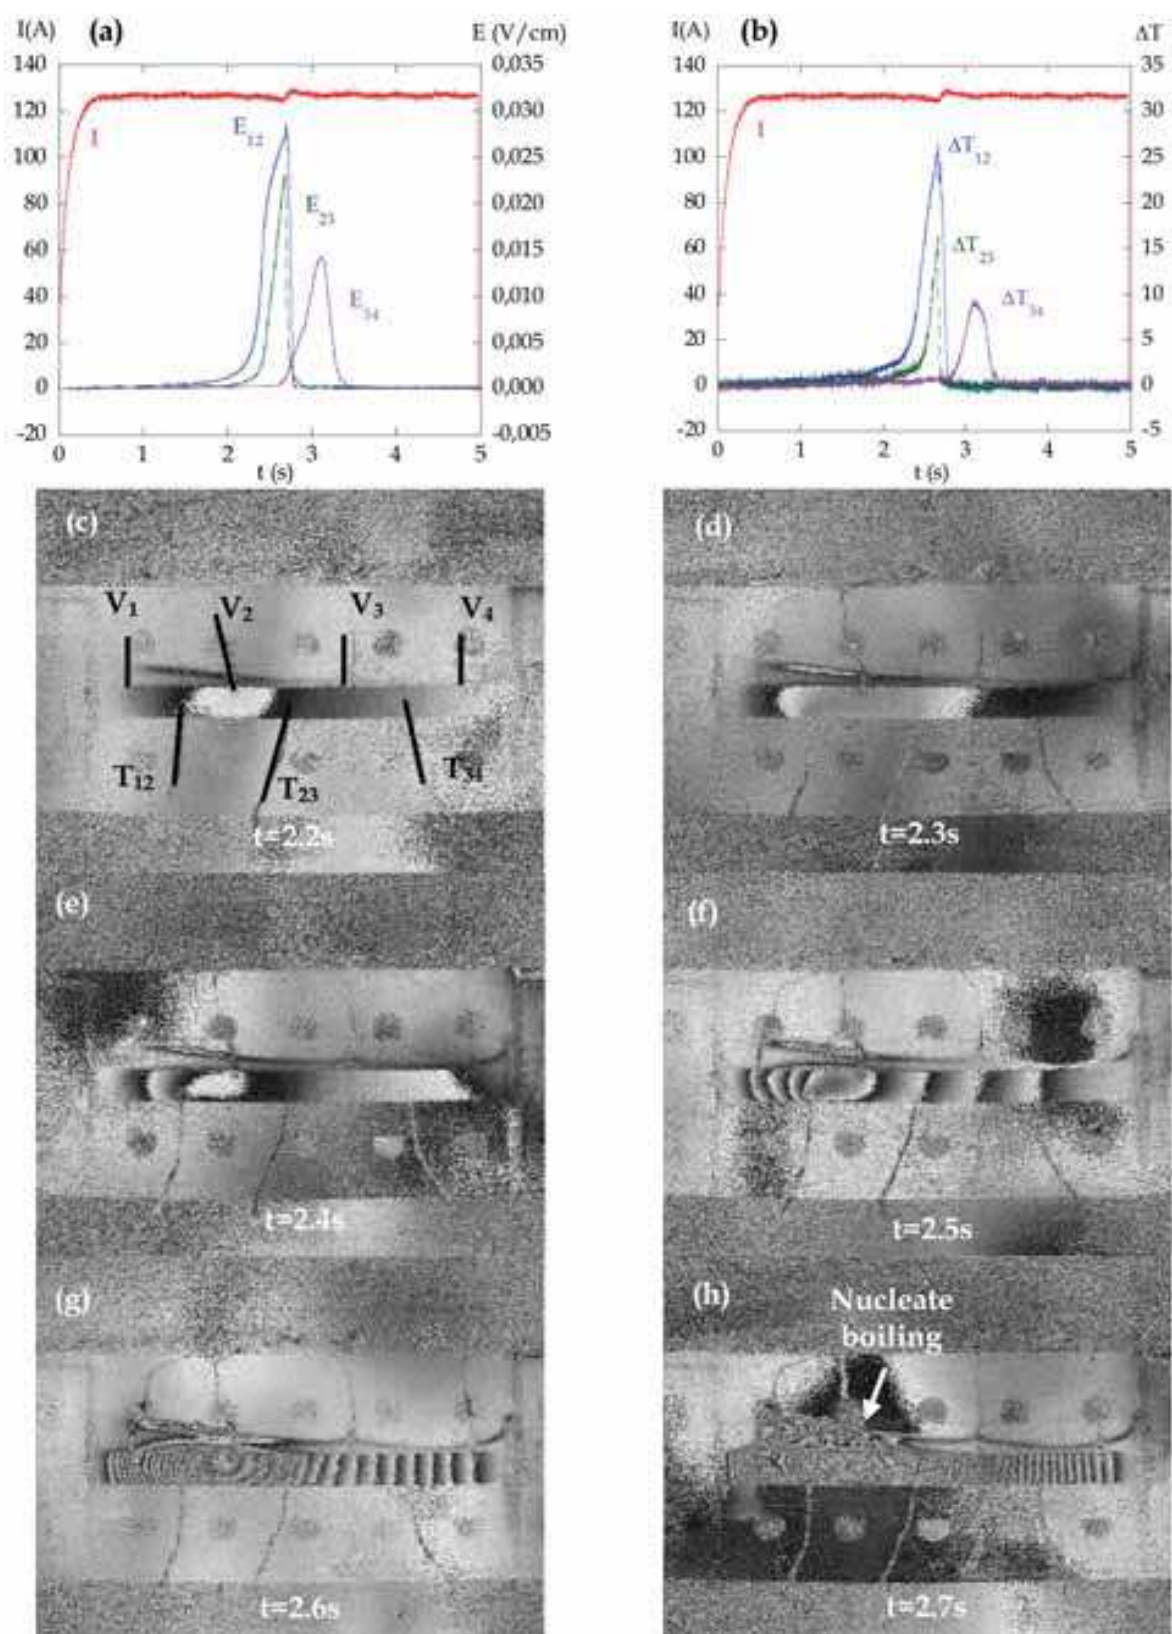 I(A) (a) E (V/cm)
140 0,035
120 0,030
100 0,025
80 0,020
60 0,015
40 0,010
20 0,005
0 0,000
-20 -0,005
0 1 2 3 4 5
t (s)
I
E12
E23
E34
I(A) (b) ΔT
140 35
120 30
100 25
80 20
60 15
40 10
20 5
0 0
-20 -5
0 1 2 3 4 5
t (s)
I
ΔT12
ΔT23
ΔT34
(c)
V1 V2 V3 V4
T12 T23 T34
t=2.2s
(d)
t=2.3s
(e)
t=2.4s
(f)
t=2.5s
(g)
t=2.6s
(h)
Nucleate
boiling
t=2.7s